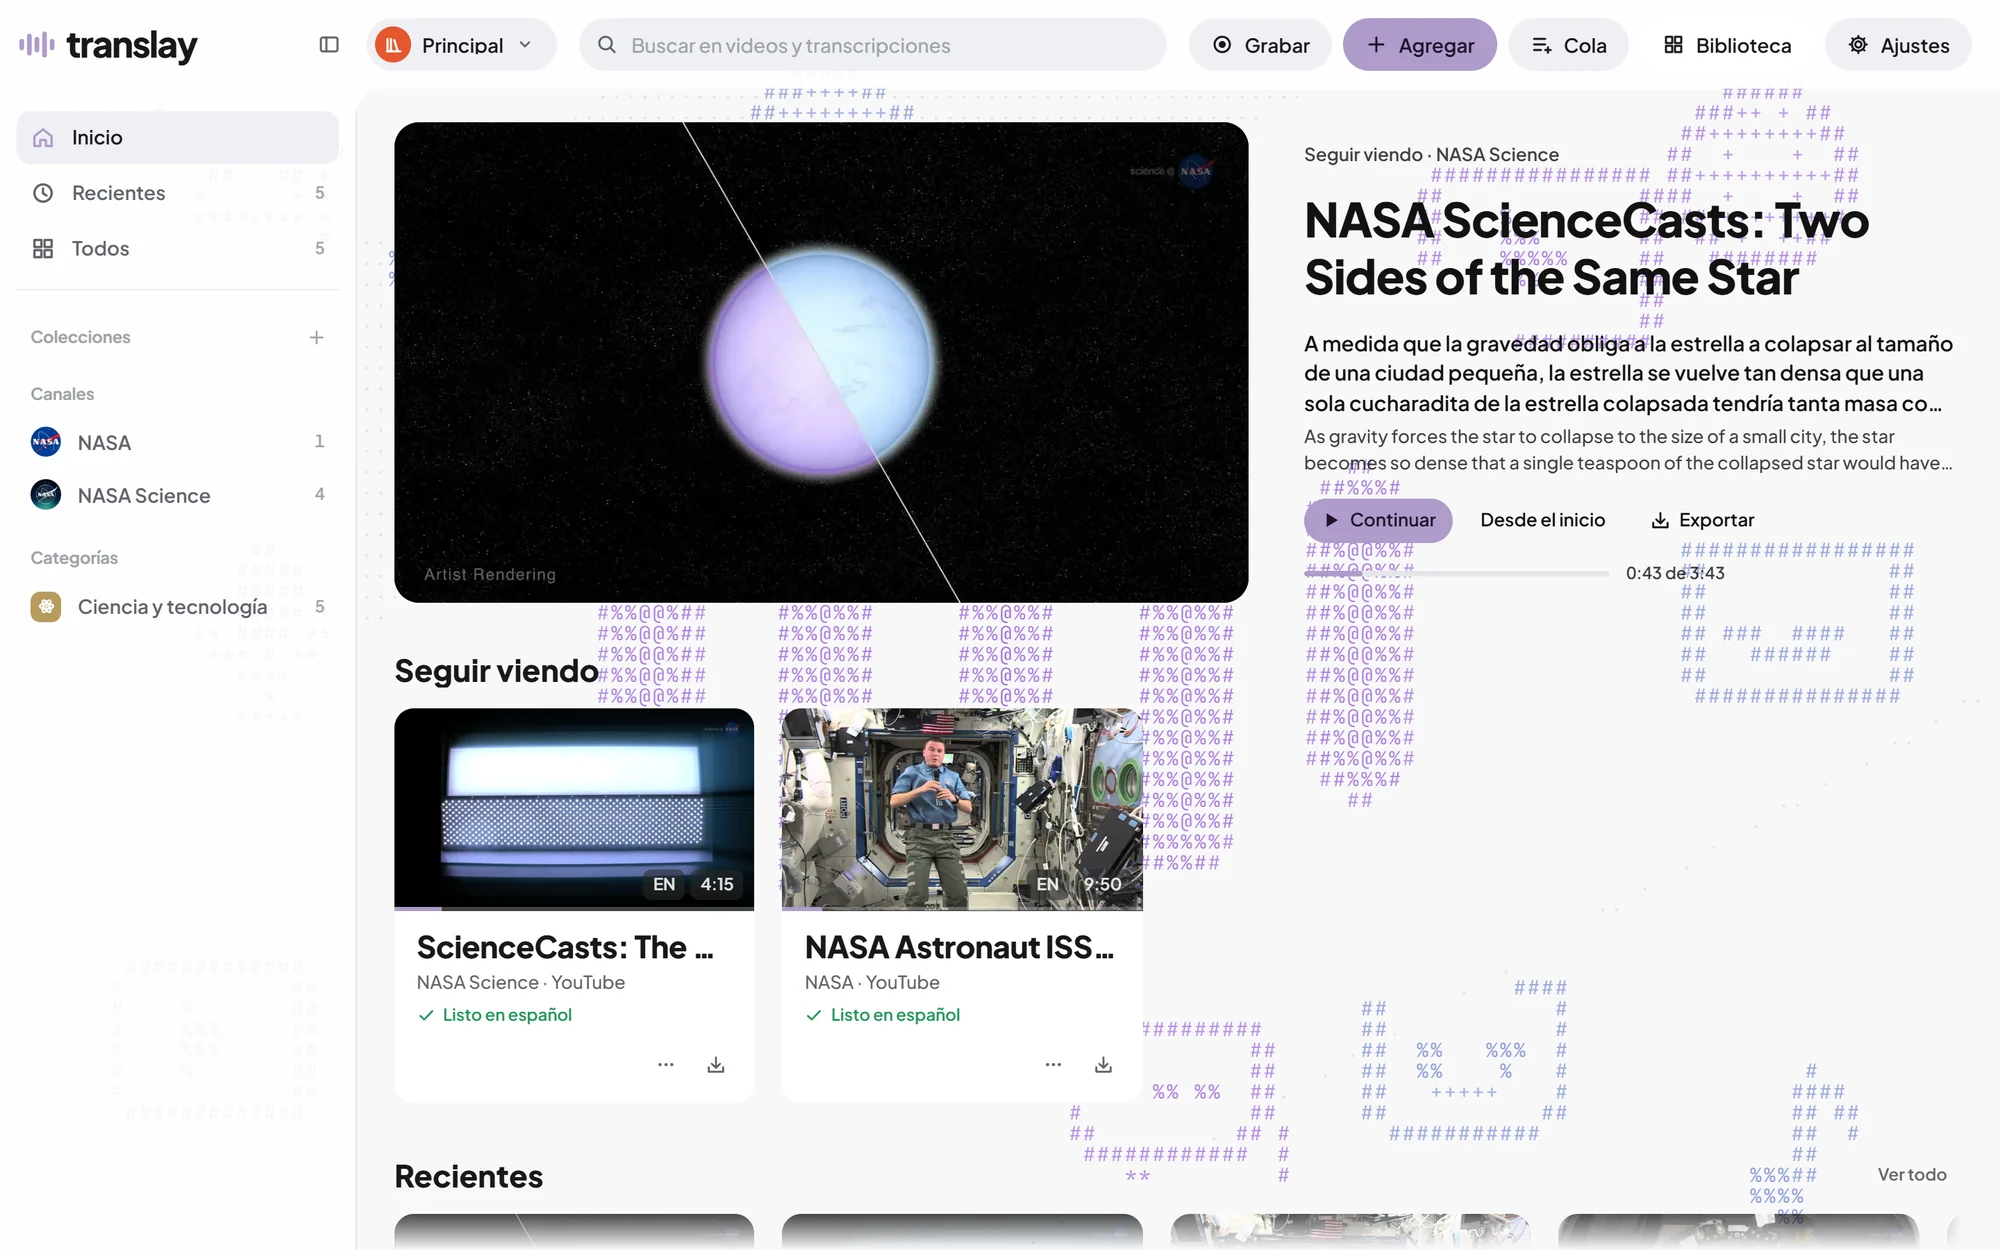 translay
Principal
Buscar en videos y transcripciones
Grabar
Agregar
Cola
Biblioteca
Ajustes
Inicio
Recientes 5
Todos 5
Colecciones
Canales
NASA 1
NASA Science 4
Categorías
Ciencia y tecnología 5
science @ NASA
Artist Rendering
Seguir viendo · NASA Science
NASA ScienceCasts: Two
Sides of the Same Star
A medida que la gravedad obliga a la estrella a colapsar al tamaño
de una ciudad pequeña, la estrella se vuelve tan densa que una
sola cucharadita de la estrella colapsada tendría tanta masa co...
As gravity forces the star to collapse to the size of a small city, the star
becomes so dense that a single teaspoon of the collapsed star would have...
Continuar
Desde el inicio
Exportar
0:43 de 3:43
Seguir viendo
EN 4:15
ScienceCasts: The ...
NASA Science · YouTube
Listo en español
EN 9:50
NASA Astronaut ISS...
NASA · YouTube
Listo en español
Recientes
Ver todo